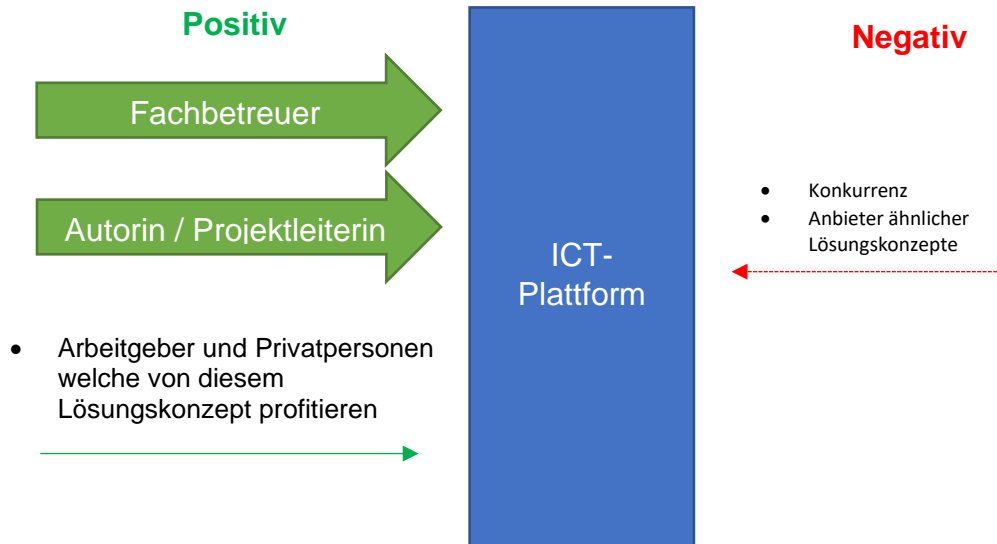 Positiv
Negativ
Fachbetreuer
Autorin / Projektleiterin
• Arbeitgeber und Privatpersonen
welche von diesem
Lösungskonzept profitieren
ICT-
Plattform
• Konkurrenz
• Anbieter ähnlicher
Lösungskonzepte